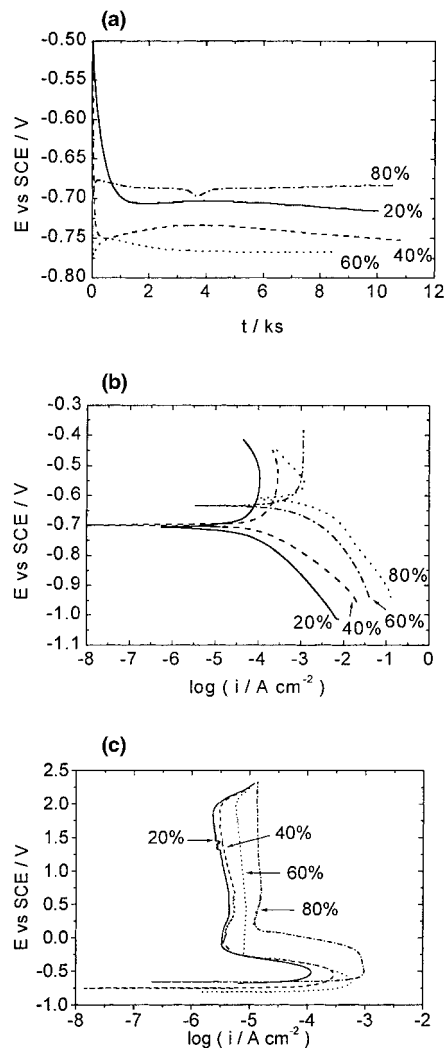 (a)
E vs SCE / V
-0.50
-0.55
-0.60
-0.65
-0.70
-0.75
-0.80
80%
20%
60% 40%
0 2 4 6 8 10 12
t / ks
(b)
E vs SCE / V
-0.3
-0.4
-0.5
-0.6
-0.7
-0.8
-0.9
-1.0
-1.1
80%
20% 40% 60%
-8 -7 -6 -5 -4 -3 -2 -1 0
log ( i / A cm⁻² )
(c)
E vs SCE / V
2.5
2.0
1.5
1.0
0.5
0.0
-0.5
-1.0
20% 40%
60%
80%
-8 -7 -6 -5 -4 -3 -2
log ( i / A cm⁻² )